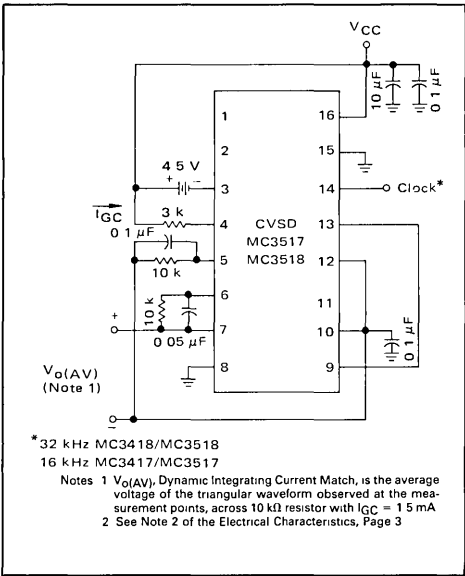 VCC
10 µF
0 1 µF
1
16
2
15
4 5 V
+ -
3
14
Clock*
IGC
3 k
4
CVSD
13
0 1 µF
MC3517
5
MC3518
12
10 k
6
11
10 k
+
7
10
0 05 µF
0 1 µF
8
9
Vo(AV)
(Note 1)
-
*32 kHz MC3418/MC3518
16 kHz MC3417/MC3517
Notes 1 Vo(AV), Dynamic Integrating Current Match, is the average
voltage of the triangular waveform observed at the mea-
surement points, across 10 kΩ resistor with IGC = 1 5 mA
2 See Note 2 of the Electrical Characteristics, Page 3